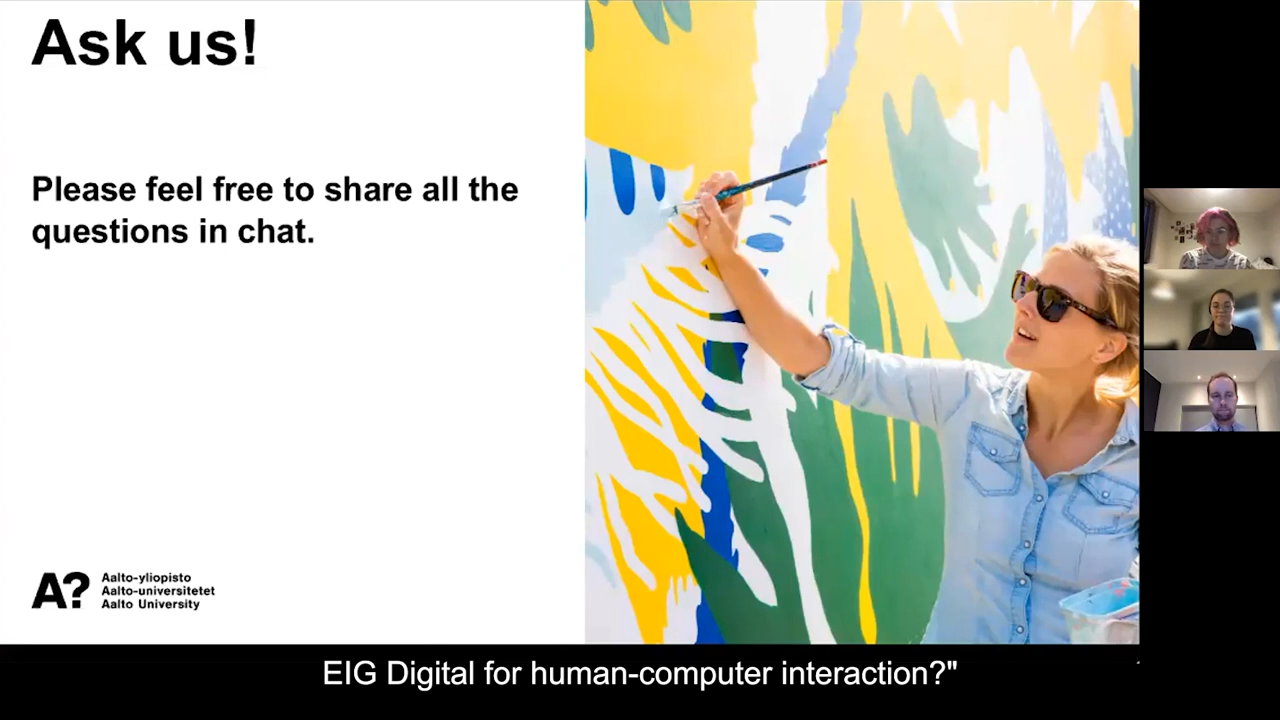 Ask us!
Please feel free to share all the
questions in chat.
A?
Aalto-yliopisto
Aalto-universitetet
Aalto University
EIG Digital for human-computer interaction?"